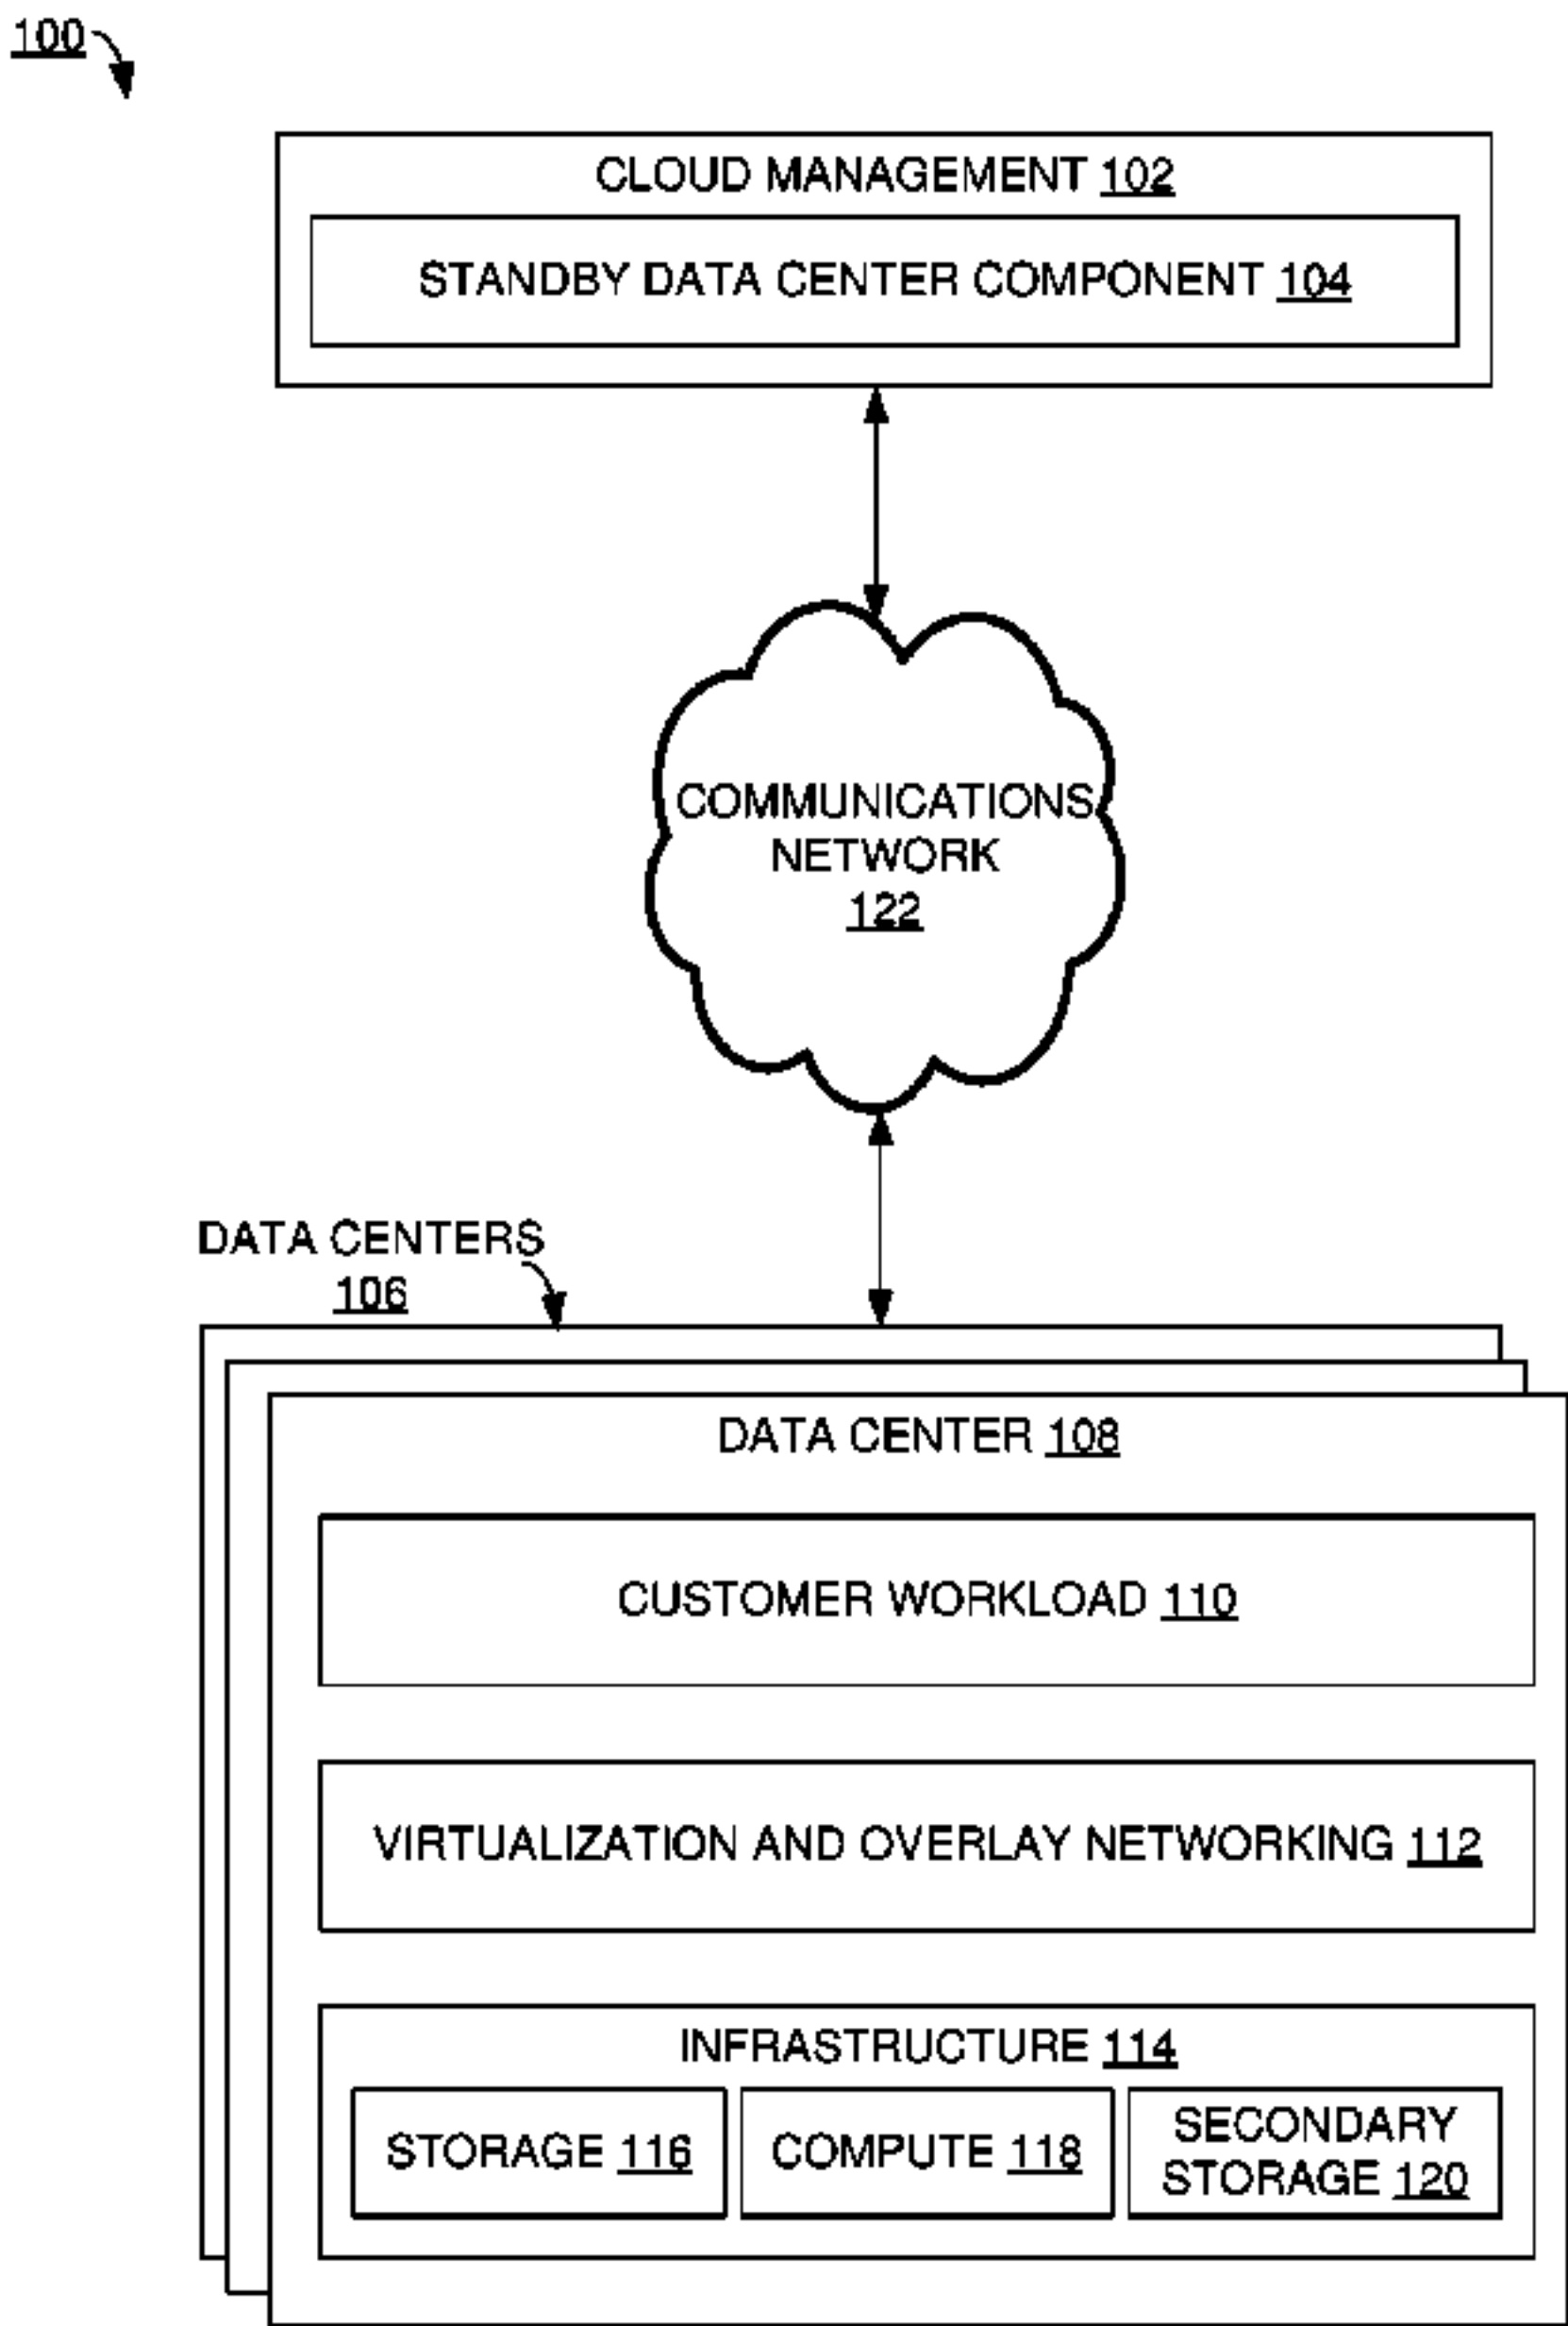 100
CLOUD MANAGEMENT 102
STANDBY DATA CENTER COMPONENT 104
COMMUNICATIONS
NETWORK
122
DATA CENTERS
106
DATA CENTER 108
CUSTOMER WORKLOAD 110
VIRTUALIZATION AND OVERLAY NETWORKING 112
INFRASTRUCTURE 114
STORAGE 116
COMPUTE 118
SECONDARY
STORAGE 120